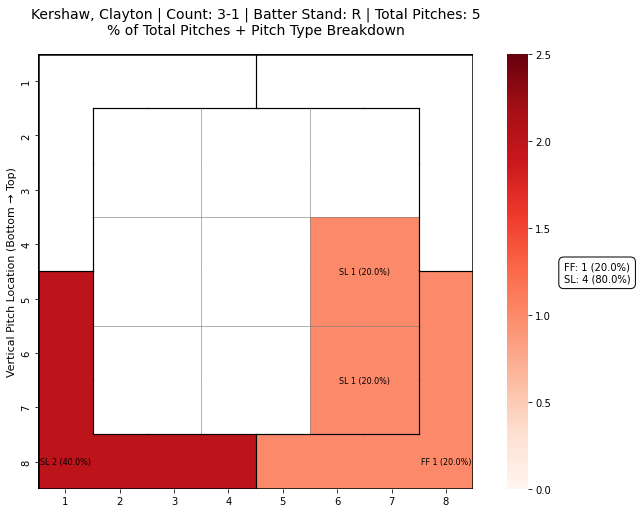 Kershaw, Clayton | Count: 3-1 | Batter Stand: R | Total Pitches: 5
% of Total Pitches + Pitch Type Breakdown
Vertical Pitch Location (Bottom → Top)
1
2
3
4
5
6
7
8
SL 1 (20.0%)
SL 1 (20.0%)
SL 2 (40.0%)
FF 1 (20.0%)
1
2
3
4
5
6
7
8
2.5
2.0
1.5
1.0
0.5
0.0
FF: 1 (20.0%)
SL: 4 (80.0%)